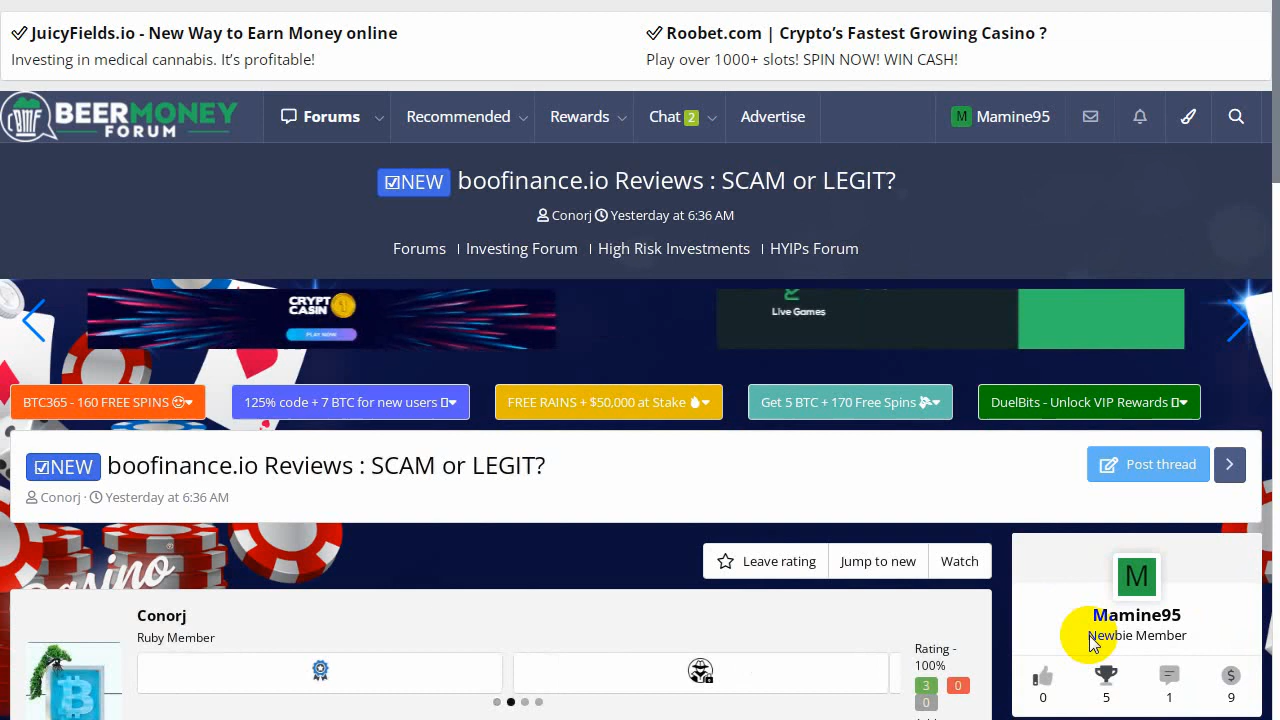 JuicyFields.io - New Way to Earn Money online
Investing in medical cannabis. It's profitable!
Roobet.com | Crypto's Fastest Growing Casino ?
Play over 1000+ slots! SPIN NOW! WIN CASH!
BEERMONEY
FORUM
Forums
Recommended
Rewards
Chat 2
Advertise
M Mamine95
NEW boofinance.io Reviews : SCAM or LEGIT?
Conorj Yesterday at 6:36 AM
Forums | Investing Forum | High Risk Investments | HYIPs Forum
CRYPT
CASIN
PLAY NOW
Live Games
BTC365 - 160 FREE SPINS
125% code + 7 BTC for new users
FREE RAINS + $50,000 at Stake
Get 5 BTC + 170 Free Spins
DuelBits - Unlock VIP Rewards
NEW boofinance.io Reviews : SCAM or LEGIT?
Conorj · Yesterday at 6:36 AM
Post thread
Casino
Leave rating
Jump to new
Watch
Conorj
Ruby Member
Rating -
100%
3 0
0
M
Mamine95
Newbie Member
0 5 1 9